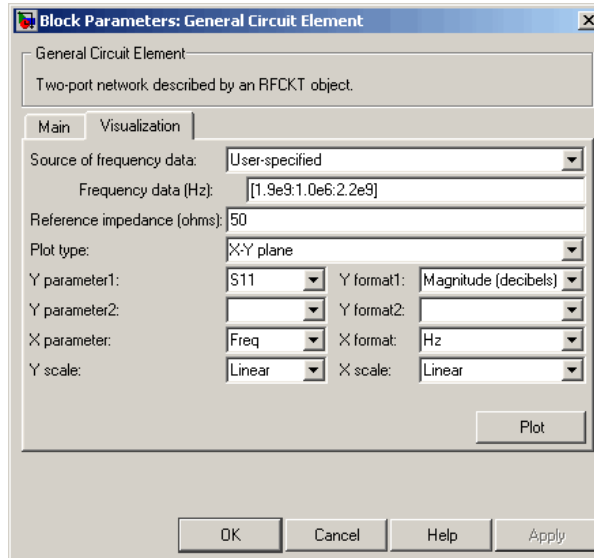 Block Parameters: General Circuit Element
General Circuit Element
Two-port network described by an RFCKT object.
Main Visualization
Source of frequency data: User-specified
Frequency data (Hz): [1.9e9:1.0e6:2.2e9]
Reference impedance (ohms): 50
Plot type: X-Y plane
Y parameter1: S11 Y format1: Magnitude (decibels)
Y parameter2: Y format2:
X parameter: Freq X format: Hz
Y scale: Linear X scale: Linear
Plot
OK Cancel Help Apply